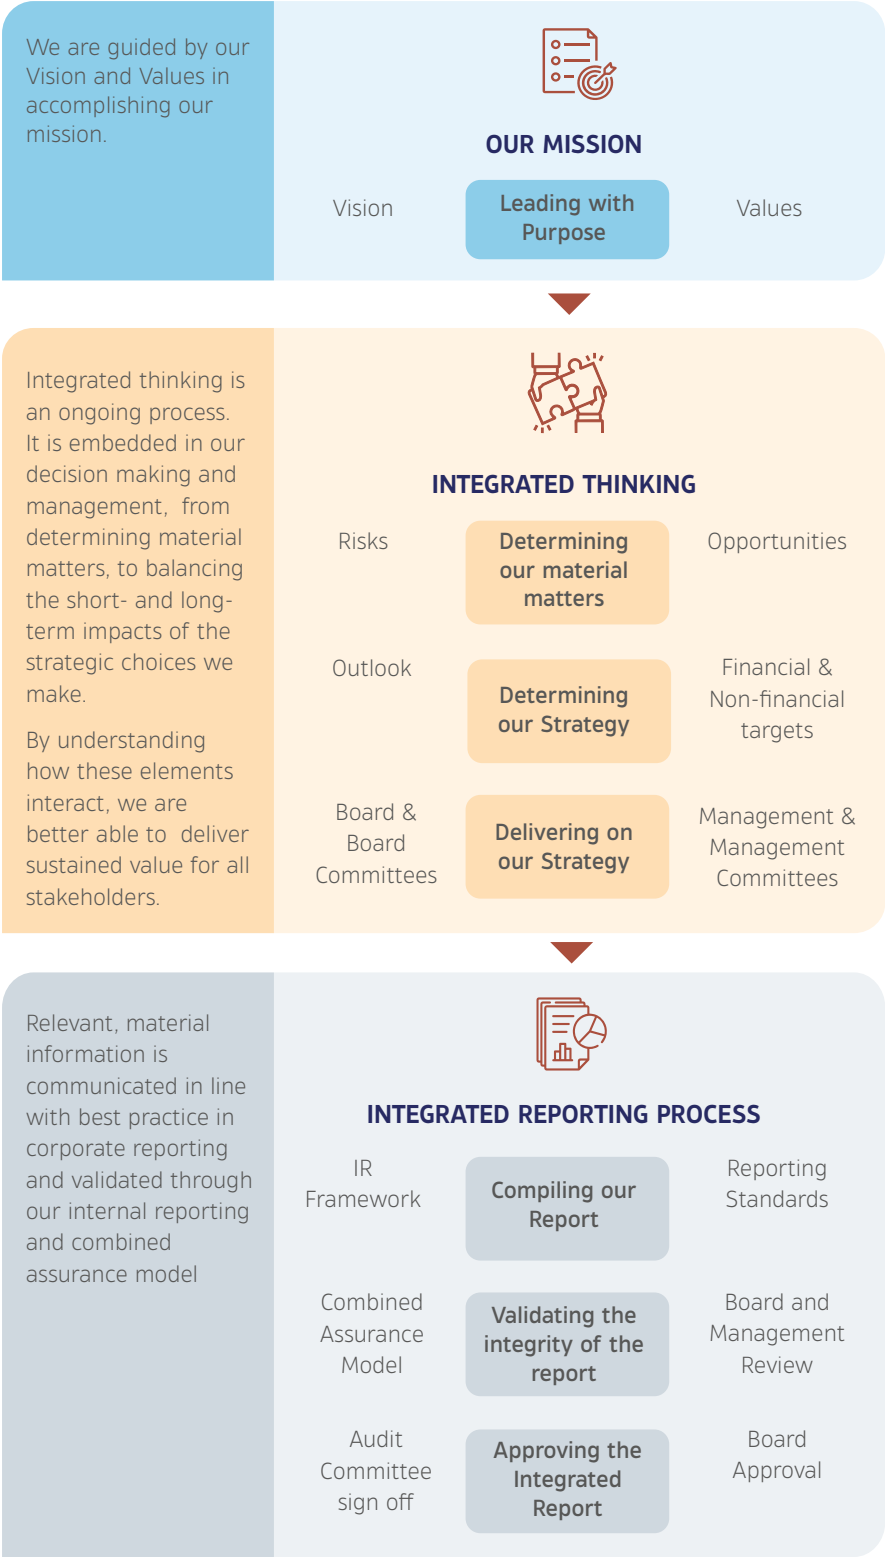 We are guided by our
Vision and Values in
accomplishing our
mission.
OUR MISSION
Vision
Leading with
Purpose
Values
Integrated thinking is
an ongoing process.
It is embedded in our
decision making and
management, from
determining material
matters, to balancing
the short- and long-
term impacts of the
strategic choices we
make.
By understanding
how these elements
interact, we are
better able to deliver
sustained value for all
stakeholders.
INTEGRATED THINKING
Risks
Determining
our material
matters
Opportunities
Outlook
Determining
our Strategy
Financial &
Non-financial
targets
Board &
Board
Committees
Delivering on
our Strategy
Management &
Management
Committees
Relevant, material
information is
communicated in line
with best practice in
corporate reporting
and validated through
our internal reporting
and combined
assurance model
INTEGRATED REPORTING PROCESS
IR
Framework
Compiling our
Report
Reporting
Standards
Combined
Assurance
Model
Validating the
integrity of the
report
Board and
Management
Review
Audit
Committee
sign off
Approving the
Integrated
Report
Board
Approval